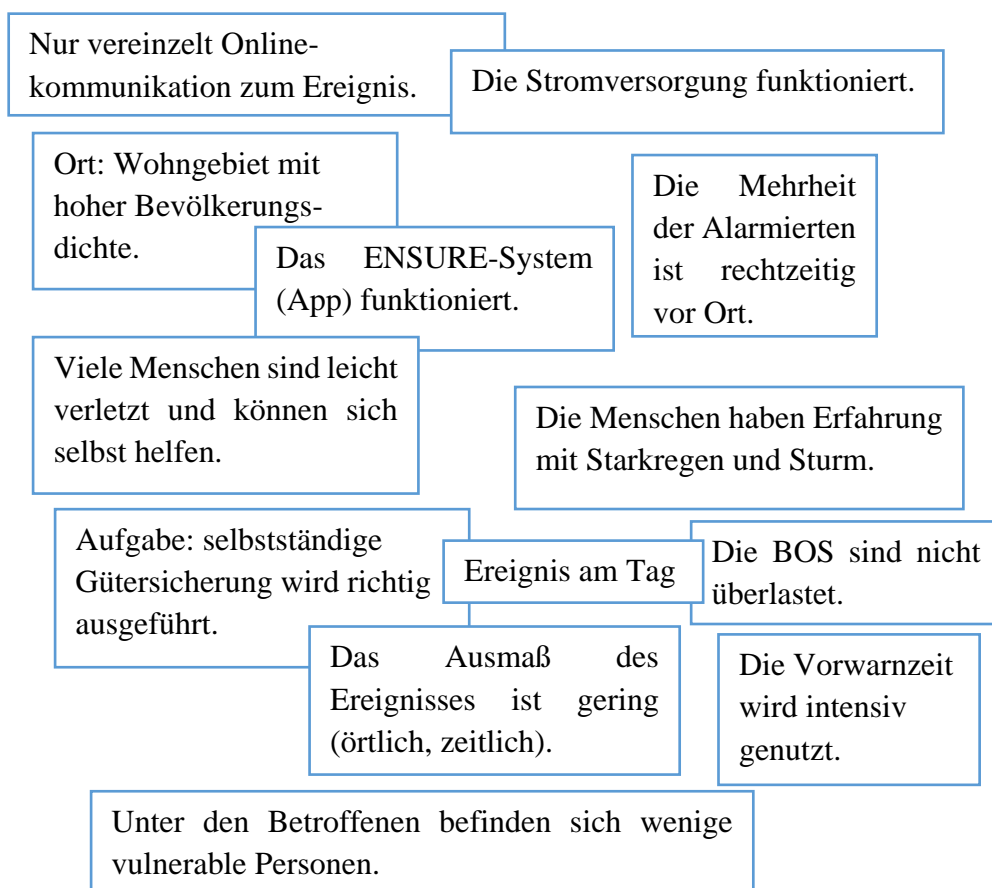 Nur vereinzelt Online-
kommunikation zum Ereignis.
Die Stromversorgung funktioniert.
Ort: Wohngebiet mit
hoher Bevölkerungs-
dichte.
Die Mehrheit
der Alarmierten
ist rechtzeitig
vor Ort.
Das ENSURE-System
(App) funktioniert.
Viele Menschen sind leicht
verletzt und können sich
selbst helfen.
Die Menschen haben Erfahrung
mit Starkregen und Sturm.
Aufgabe: selbstständige
Gütersicherung wird richtig
ausgeführt.
Ereignis am Tag
Die BOS sind nicht
überlastet.
Das Ausmaß des
Ereignisses ist gering
(örtlich, zeitlich).
Die Vorwarnzeit
wird intensiv
genutzt.
Unter den Betroffenen befinden sich wenige
vulnerable Personen.